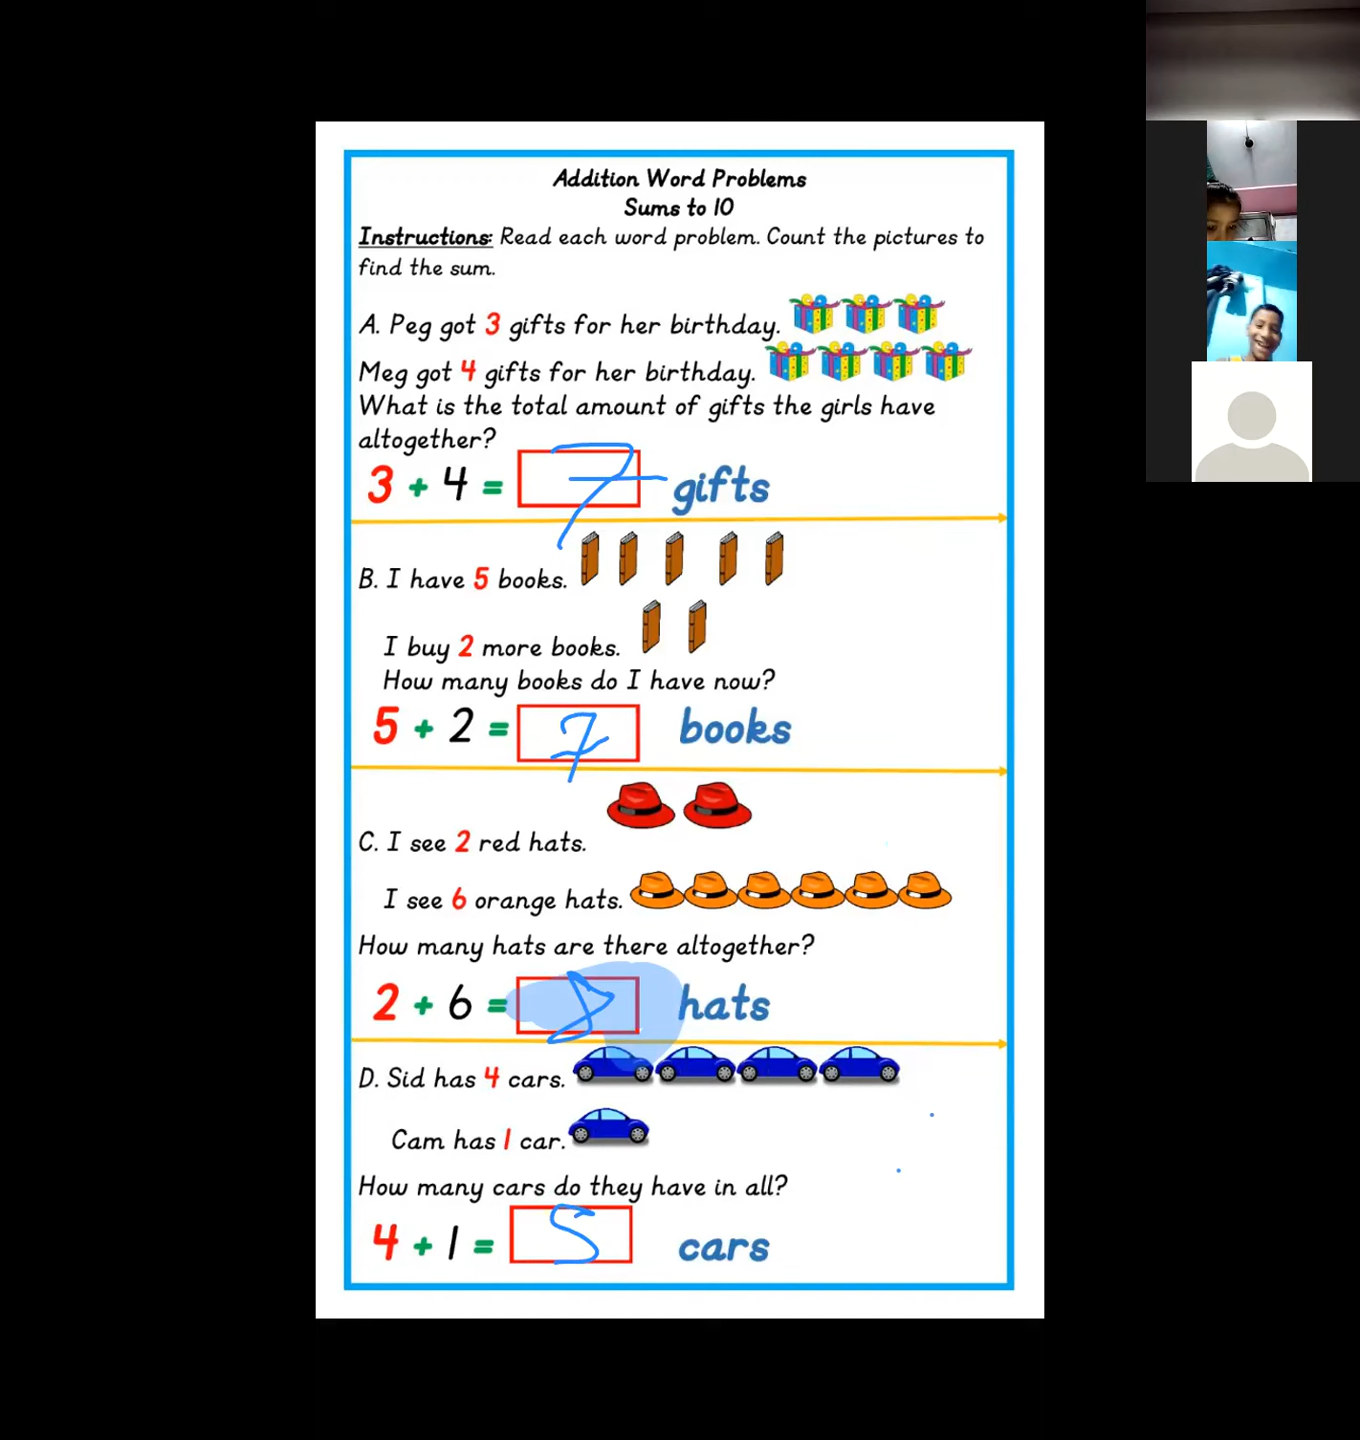 Addition Word Problems
Sums to 10
Instructions: Read each word problem. Count the pictures to
find the sum.
A. Peg got 3 gifts for her birthday.
Meg got 4 gifts for her birthday.
What is the total amount of gifts the girls have
altogether?
3 + 4 = 7 gifts
B. I have 5 books.
I buy 2 more books.
How many books do I have now?
5 + 2 = 7 books
C. I see 2 red hats.
I see 6 orange hats.
How many hats are there altogether?
2 + 6 = 8 hats
D. Sid has 4 cars.
Cam has 1 car.
How many cars do they have in all?
4 + 1 = 5 cars